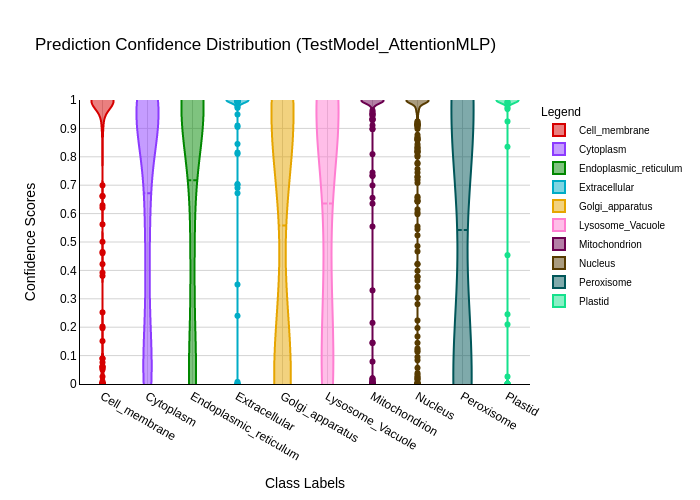 Prediction Confidence Distribution (TestModel_AttentionMLP)
Legend
Cell_membrane
Cytoplasm
Endoplasmic_reticulum
Extracellular
Golgi_apparatus
Lysosome_Vacuole
Mitochondrion
Nucleus
Peroxisome
Plastid
Confidence Scores
1
0.9
0.8
0.7
0.6
0.5
0.4
0.3
0.2
0.1
0
Cell_membrane
Cytoplasm
Endoplasmic_reticulum
Extracellular
Golgi_apparatus
Lysosome_Vacuole
Mitochondrion
Nucleus
Peroxisome
Plastid
Class Labels